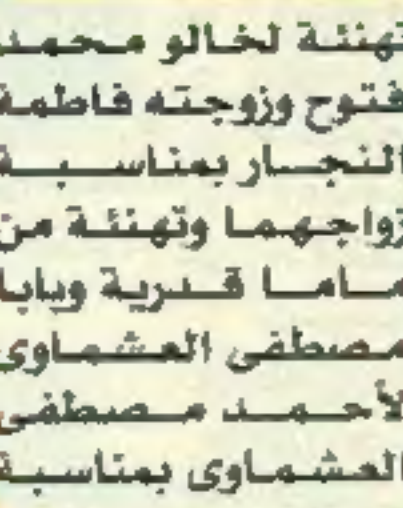 تهنئة لخالو محمد
فتوح وزوجته فاطمة
النجار بمناسبة
زواجهما وتهنئة من
ماما قدرية وبابا
مصطفى العشماوى
لأحمد مصطفى
العشماوى بمناسبة